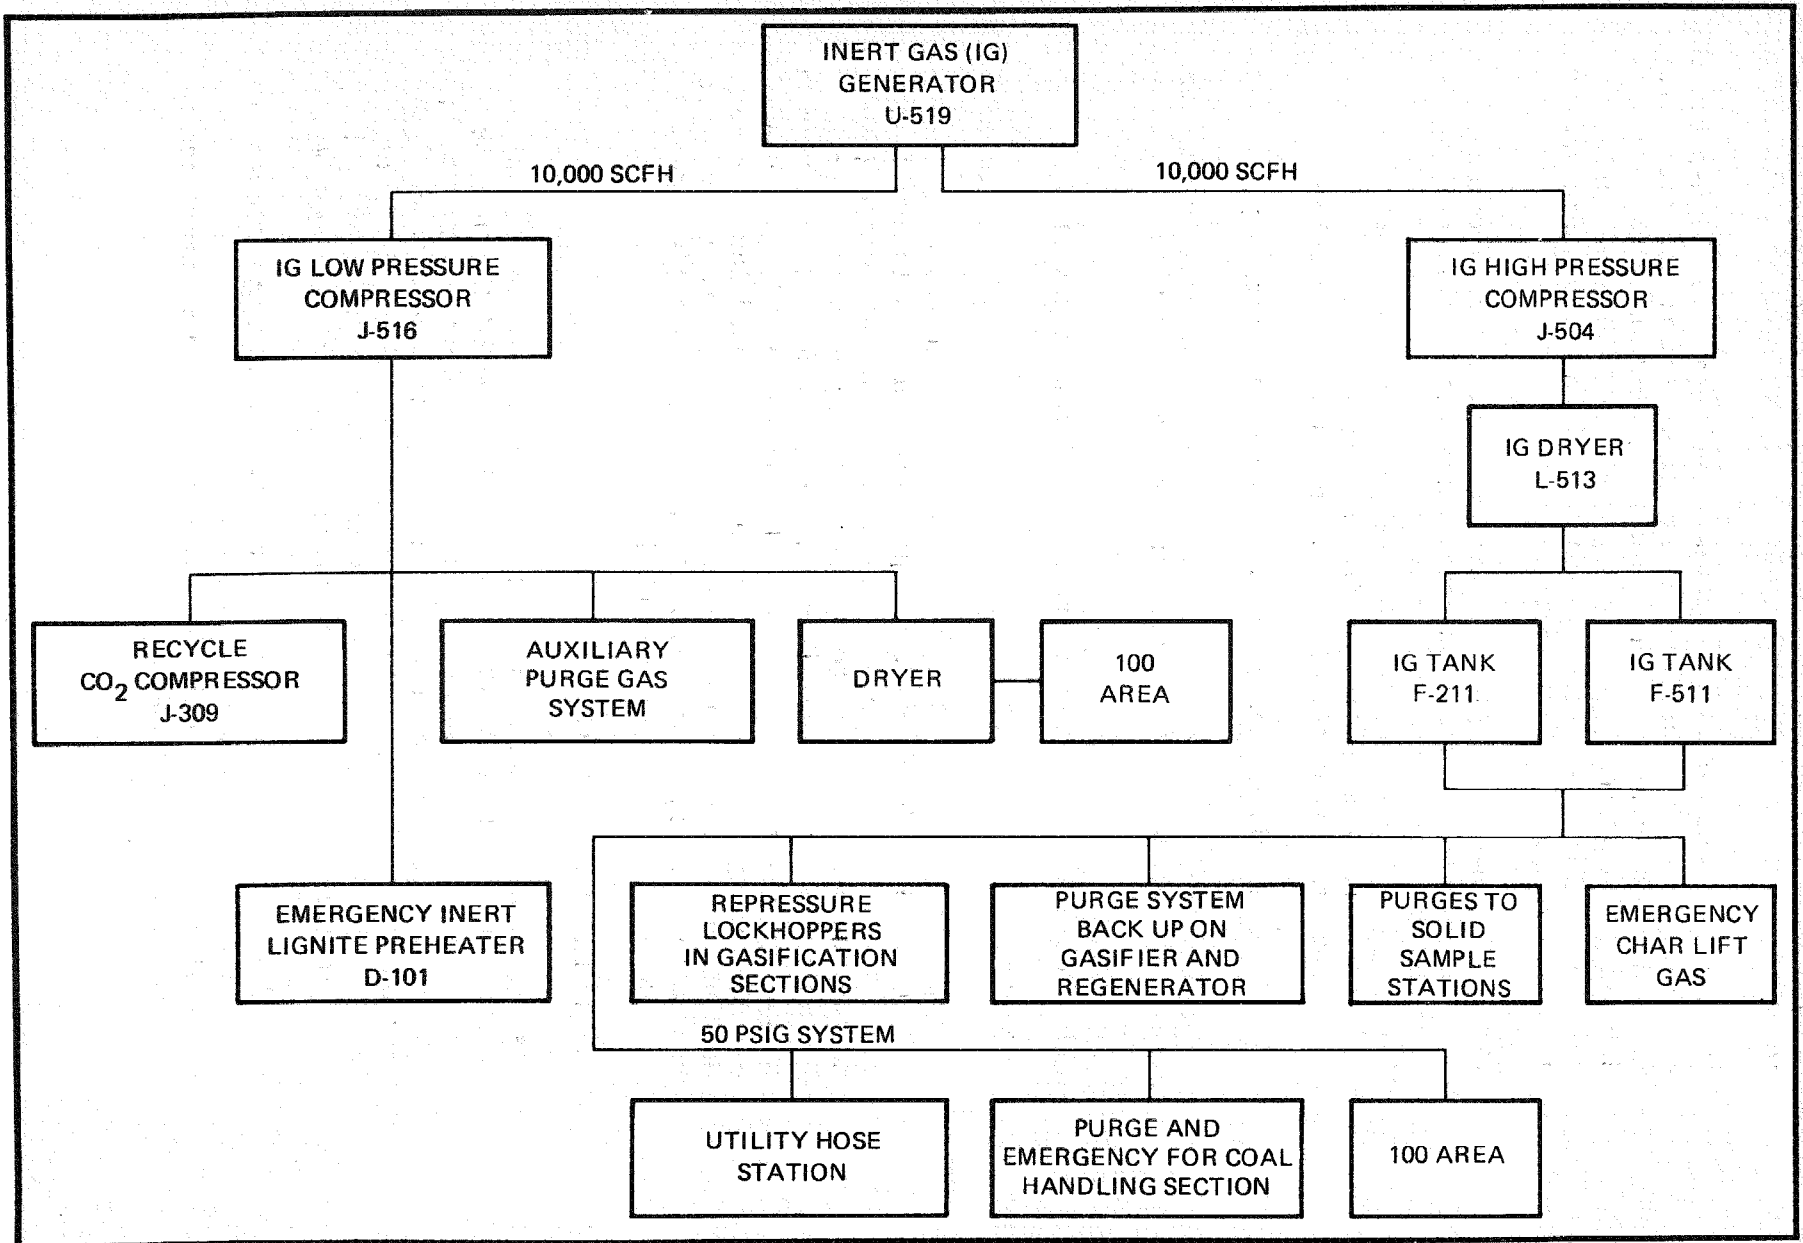 INERT GAS (IG)
GENERATOR
U-519
10,000 SCFH
10,000 SCFH
IG LOW PRESSURE
COMPRESSOR
J-516
IG HIGH PRESSURE
COMPRESSOR
J-504
IG DRYER
L-513
RECYCLE
CO2 COMPRESSOR
J-309
AUXILIARY
PURGE GAS
SYSTEM
DRYER
100
AREA
IG TANK
F-211
IG TANK
F-511
EMERGENCY INERT
LIGNITE PREHEATER
D-101
REPRESSURE
LOCKHOPPERS
IN GASIFICATION
SECTIONS
PURGE SYSTEM
BACK UP ON
GASIFIER AND
REGENERATOR
PURGES TO
SOLID
SAMPLE
STATIONS
EMERGENCY
CHAR LIFT
GAS
50 PSIG SYSTEM
UTILITY HOSE
STATION
PURGE AND
EMERGENCY FOR COAL
HANDLING SECTION
100 AREA